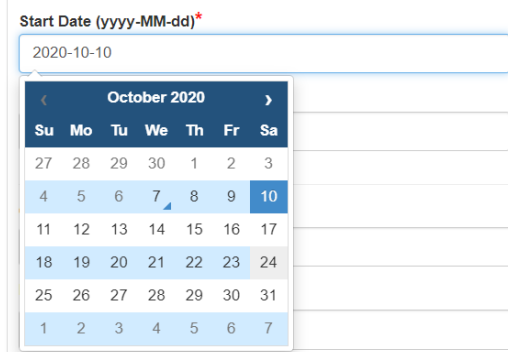 Start Date (yyyy-MM-dd)*
2020-10-10
‹ October 2020 ›
Su Mo Tu We Th Fr Sa
27 28 29 30 1 2 3
4 5 6 7 8 9 10
11 12 13 14 15 16 17
18 19 20 21 22 23 24
25 26 27 28 29 30 31
1 2 3 4 5 6 7